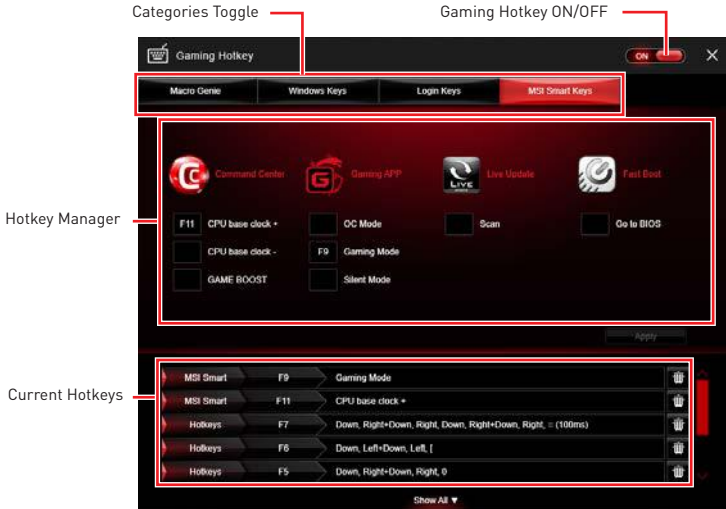 Categories Toggle
Gaming Hotkey ON/OFF
Gaming Hotkey
ON
Macro Genie
Windows Keys
Login Keys
MSI Smart Keys
Command Center
Gaming APP
LIVE
Live Update
Fast Boot
Hotkey Manager
F11 CPU base clock +
OC Mode
Scan
Go to BIOS
CPU base clock -
F9 Gaming Mode
GAME BOOST
Silent Mode
Apply
Current Hotkeys
MSI Smart F9 Gaming Mode
MSI Smart F11 CPU base clock +
Hotkeys F7 Down, Right+Down, Right, Down, Right+Down, Right, = (100ms)
Hotkeys F6 Down, Left+Down, Left, [
Hotkeys F5 Down, Right+Down, Right, 0
Show All ▼